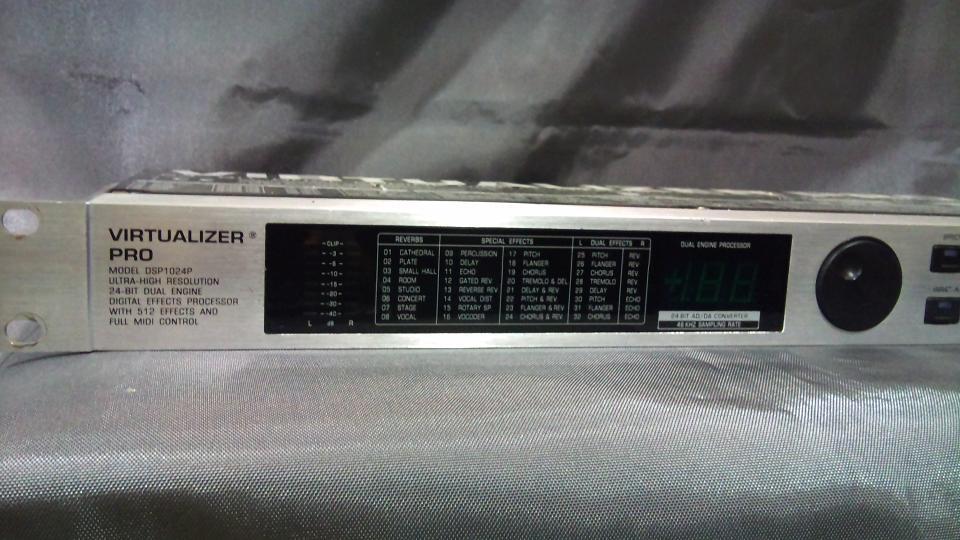 VIRTUALIZER ®
PRO
MODEL DSP1024P
ULTRA-HIGH RESOLUTION
24-BIT DUAL ENGINE
DIGITAL EFFECTS PROCESSOR
WITH 512 EFFECTS AND
FULL MIDI CONTROL
-CLIP-
-3-
-6-
-10-
-15-
-20-
-30-
-40-
L dB R
REVERBS
01 CATHEDRAL
02 PLATE
03 SMALL HALL
04 ROOM
05 STUDIO
06 CONCERT
07 STAGE
08 VOCAL
SPECIAL EFFECTS
09 PERCUSSION
10 DELAY
11 ECHO
12 GATED REV
13 REVERSE REV
14 VOCAL DIST
15 ROTARY SP
16 VOCODER
17 PITCH
18 FLANGER
19 CHORUS
20 TREMOLO & DEL
21 DELAY & REV
22 PITCH & REV
23 FLANGER & REV
24 CHORUS & REV
L DUAL EFFECTS R
25 PITCH REV
26 FLANGER REV
27 CHORUS REV
28 TREMOLO REV
29 DELAY REV
30 PITCH ECHO
31 FLANGER ECHO
32 CHORUS ECHO
DUAL ENGINE PROCESSOR
24 BIT AD/DA CONVERTER
46 KHZ SAMPLING RATE